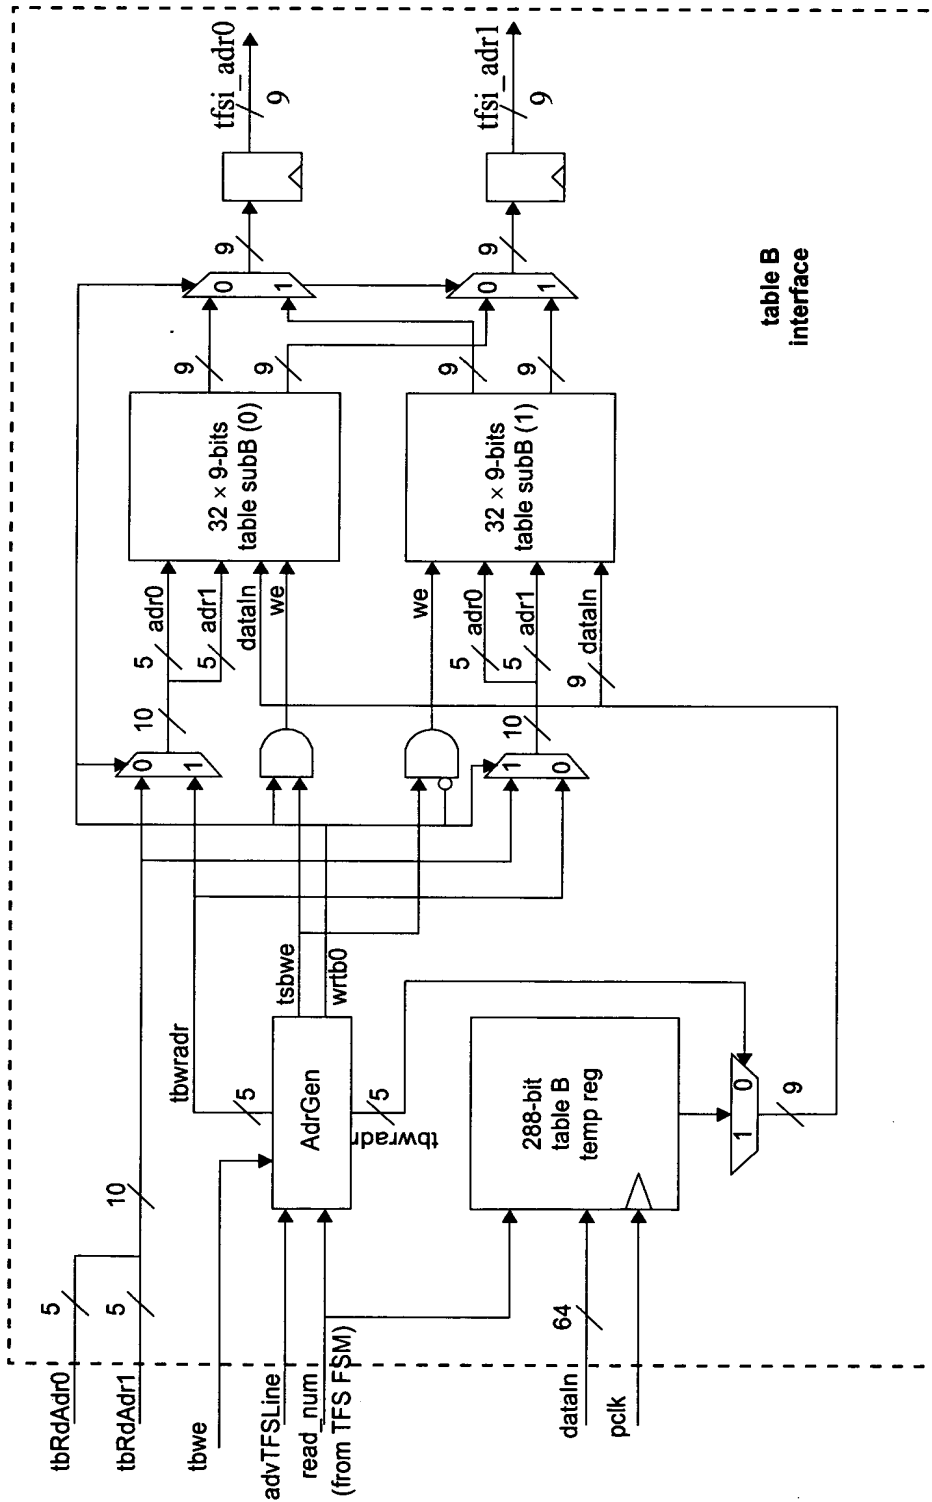 tbRdAdr0
5
tbRdAdr1
5
10
tbwe
advTFSLine
read_num
(from TFS FSM)
dataIn
64
pclk
tbwradr
5
AdrGen
tbwradr
5
tsbwe
wrtb0
288-bit
table B
temp reg
1
0
9
0
1
10
5
adr0
5
adr1
dataIn
we
32 × 9-bits
table subB (0)
9
9
we
5
adr0
5
adr1
1
0
10
9
dataIn
32 × 9-bits
table subB (1)
9
9
0
1
9
tfsi_adr0
9
0
1
9
tfsi_adr1
9
table B
interface